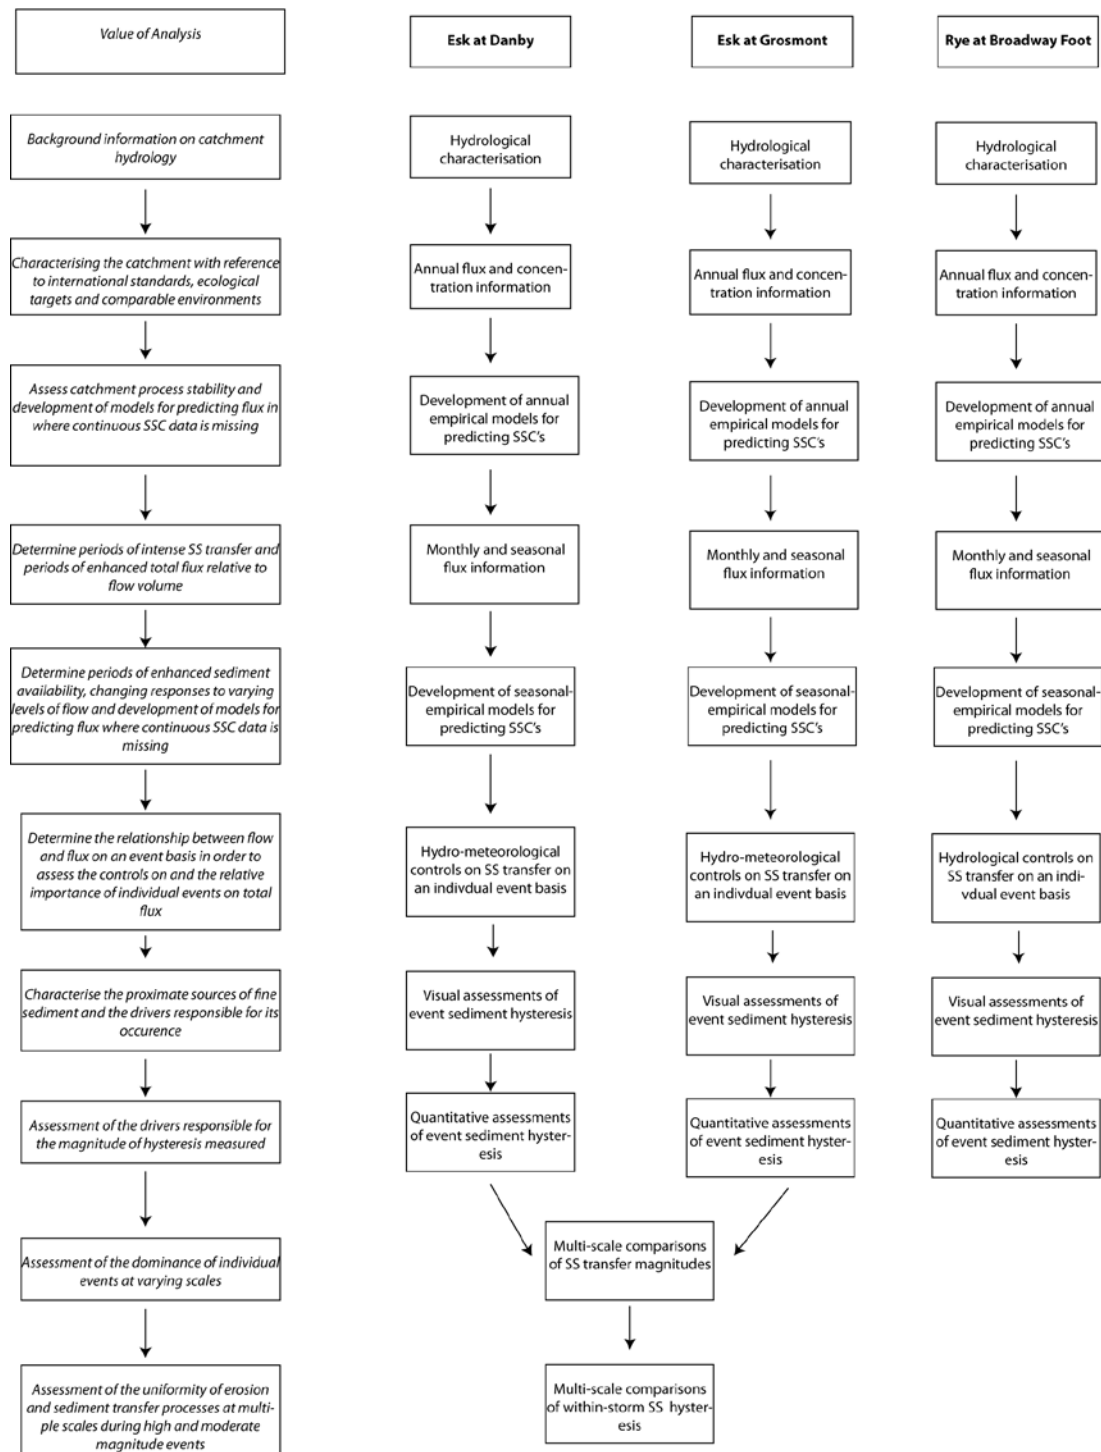 Value of Analysis
Esk at Danby
Esk at Grosmont
Rye at Broadway Foot
Background information on catchment
hydrology
Hydrological
characterisation
Hydrological
characterisation
Hydrological
characterisation
Characterising the catchment with reference
to international standards, ecological
targets and comparable environments
Annual flux and concen-
tration information
Annual flux and concen-
tration information
Annual flux and concen-
tration information
Assess catchment process stability and
development of models for predicting flux in
where continuous SSC data is missing
Development of annual
empirical models for
predicting SSC's
Development of annual
empirical models for
predicting SSC's
Development of annual
empirical models for
predicting SSC's
Determine periods of intense SS transfer and
periods of enhanced total flux relative to
flow volume
Monthly and seasonal
flux information
Monthly and seasonal
flux information
Monthly and seasonal
flux information
Determine periods of enhanced sediment
availability, changing responses to varying
levels of flow and development of models for
predicting flux where continuous SSC data is
missing
Development of seasonal-
empirical models for
predicting SSC's
Development of seasonal-
empirical models for
predicting SSC's
Development of seasonal-
empirical models for
predicting SSC's
Determine the relationship between flow
and flux on an event basis in order to
assess the controls on and the relative
importance of individual events on total
flux
Hydro-meteorological
controls on SS transfer on
an indivdual event basis
Hydro-meteorological
controls on SS transfer on
an indivdual event basis
Hydrological controls on
SS transfer on an indi-
vdual event basis
Characterise the proximate sources of fine
sediment and the drivers responsible for its
occurence
Visual assessments of
event sediment hysteresis
Visual assessments of
event sediment hysteresis
Visual assessments of
event sediment hysteresis
Assessment of the drivers responsible for
the magnitude of hysteresis measured
Quantitative assessments
of event sediment hyster-
esis
Quantitative assessments
of event sediment hyster-
esis
Quantitative assessments
of event sediment hyster-
esis
Assessment of the dominance of individual
events at varying scales
Multi-scale comparisons
of SS transfer magnitudes
Assessment of the uniformity of erosion
and sediment transfer processes at multi-
ple scales during high and moderate
magnitude events
Multi-scale comparisons
of within-storm SS hyster-
esis